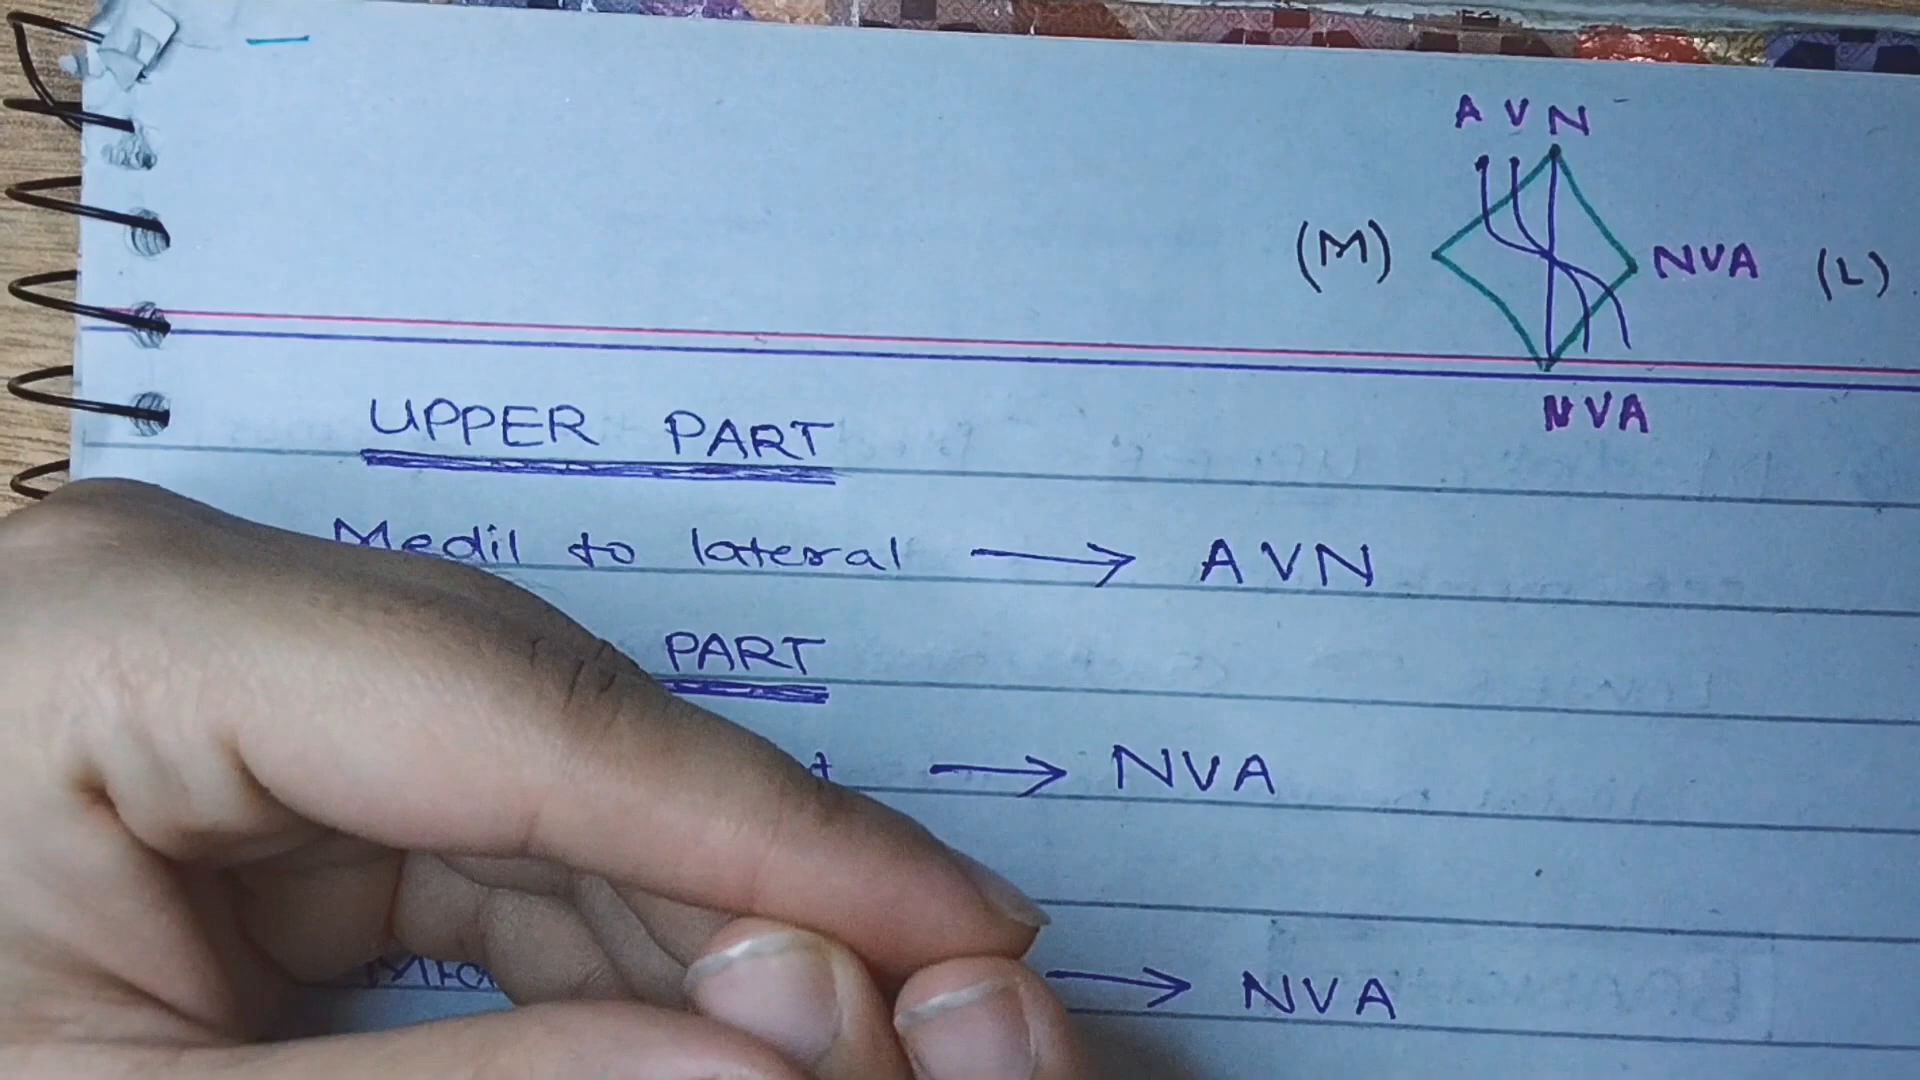 A V N
(M)
NVA (L)
NVA
UPPER PART
Medil to lateral → AVN
PART
→ NVA
→ NVA